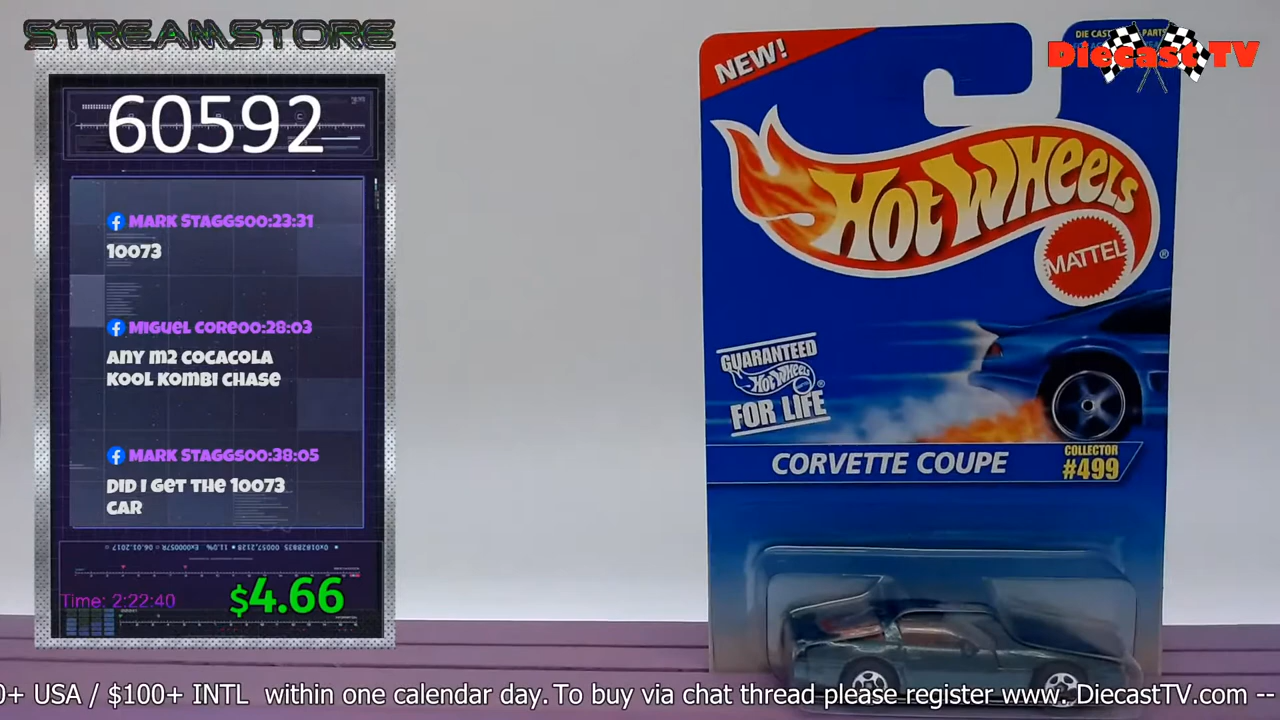 STREAMSTORE
60592
MARK STAGGS00:23:31
10073
MIGUEL CORE00:28:03
ANY M2 COCACOLA
KOOL KOMBI CHASE
MARK STAGGS00:38:05
DID I GET THE 10073
CAR
Time: 2:22:40
$4.66
NEW!
Diecast TV
HOT WHEELS
MATTEL
®
GUARANTEED
HOT WHEELS ®
FOR LIFE
CORVETTE COUPE
COLLECTOR
#499
0+ USA / $100+ INTL within one calendar day. To buy via chat thread please register www. DiecastTV.com --